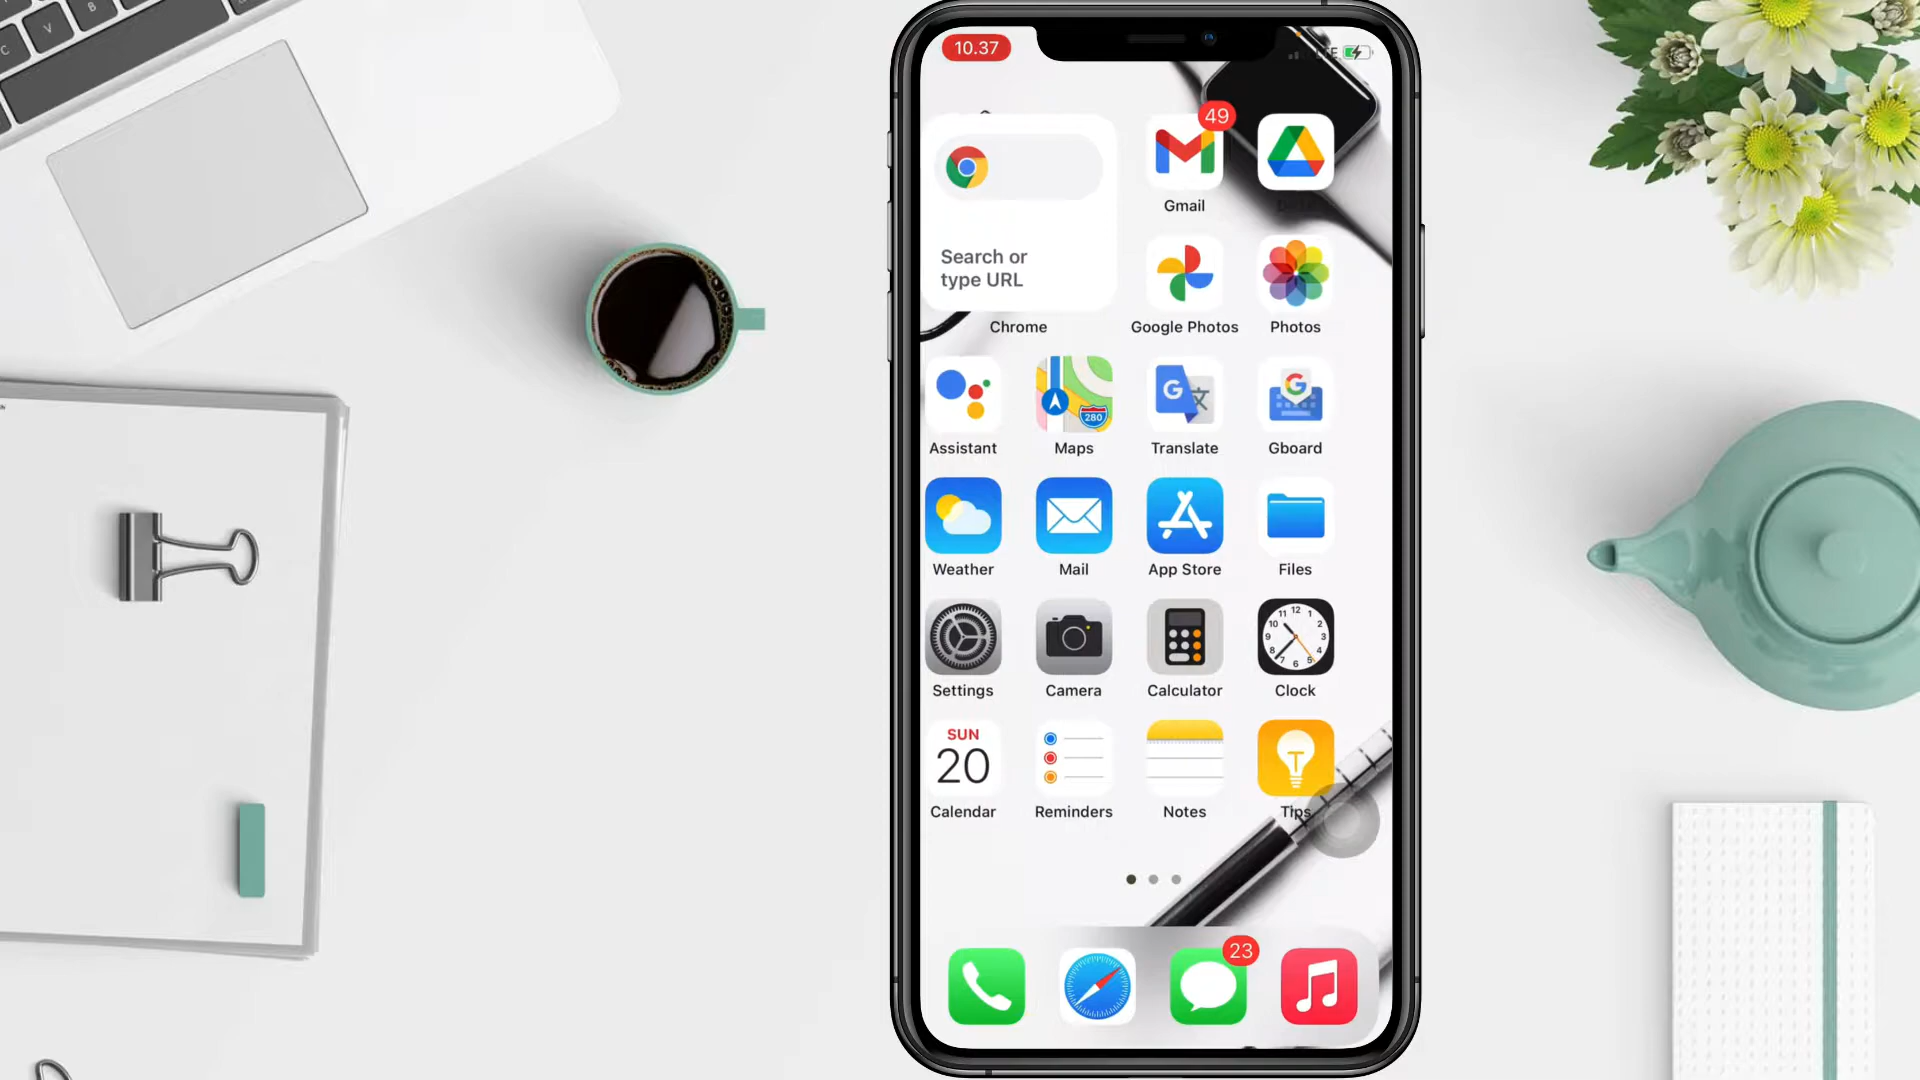 10.37
49
Gmail
Search or
type URL
Chrome
Google Photos
Photos
280
Assistant
Maps
Translate
Gboard
Weather
Mail
App Store
Files
Settings
Camera
Calculator
Clock
SUN
20
Calendar
Reminders
Notes
Tips
23